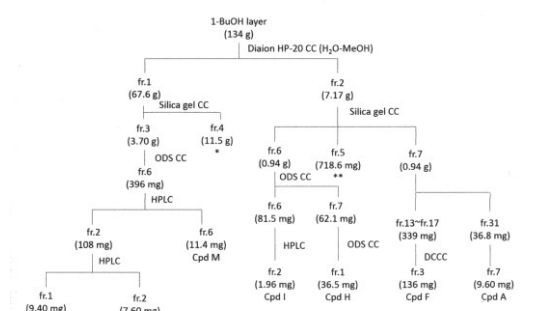 1-BuOH layer
(134 g)
Diaion HP-20 CC (H₂O-MeOH)
fr.1
(67.6 g)
fr.2
(7.17 g)
Silica gel CC
Silica gel CC
fr.3
(3.70 g)
fr.4
(11.5 g)
*
fr.6
(0.94 g)
fr.5
(718.6 mg)
**
fr.7
(0.94 g)
ODS CC
ODS CC
fr.6
(396 mg)
HPLC
fr.6
(81.5 mg)
fr.7
(62.1 mg)
fr.13~fr.17
(339 mg)
fr.31
(36.8 mg)
fr.2
(108 mg)
fr.6
(11.4 mg)
Cpd M
HPLC
HPLC
ODS CC
DCCC
fr.2
(1.96 mg)
Cpd I
fr.1
(36.5 mg)
Cpd H
fr.3
(136 mg)
Cpd F
fr.7
(9.60 mg)
Cpd A
fr.1
(9.40 mg)
fr.2
(7.60 mg)